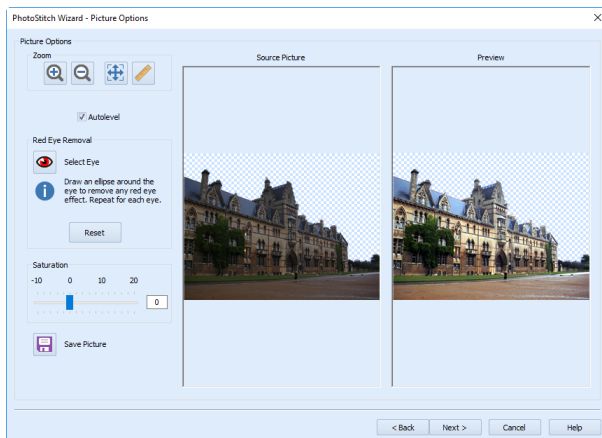 PhotoStitch Wizard - Picture Options
Picture Options
Zoom
Source Picture
Preview
Autolevel
Red Eye Removal
Select Eye
Draw an ellipse around the
eye to remove any red eye
effect. Repeat for each eye.
Reset
Saturation
-10 0 10 20
0
Save Picture
< Back Next > Cancel Help